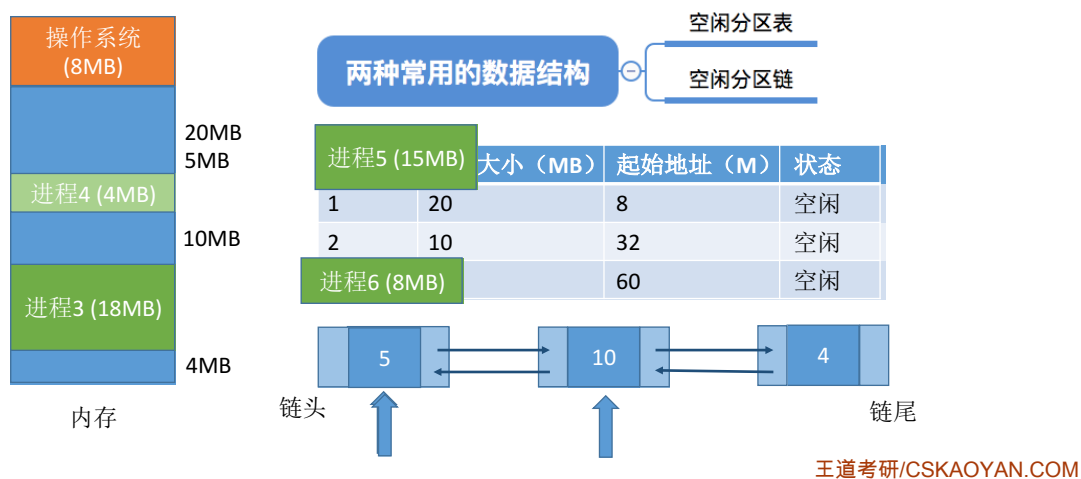 操作系统
(8MB)
20MB
5MB
进程4 (4MB)
10MB
进程3 (18MB)
4MB
内存
两种常用的数据结构
空闲分区表
空闲分区链
进程5 (15MB)
大小（MB） 起始地址（M） 状态
1 20 8 空闲
2 10 32 空闲
进程6 (8MB)
60 空闲
5 10 4
链头
链尾
王道考研/CSKAOYAN.COM